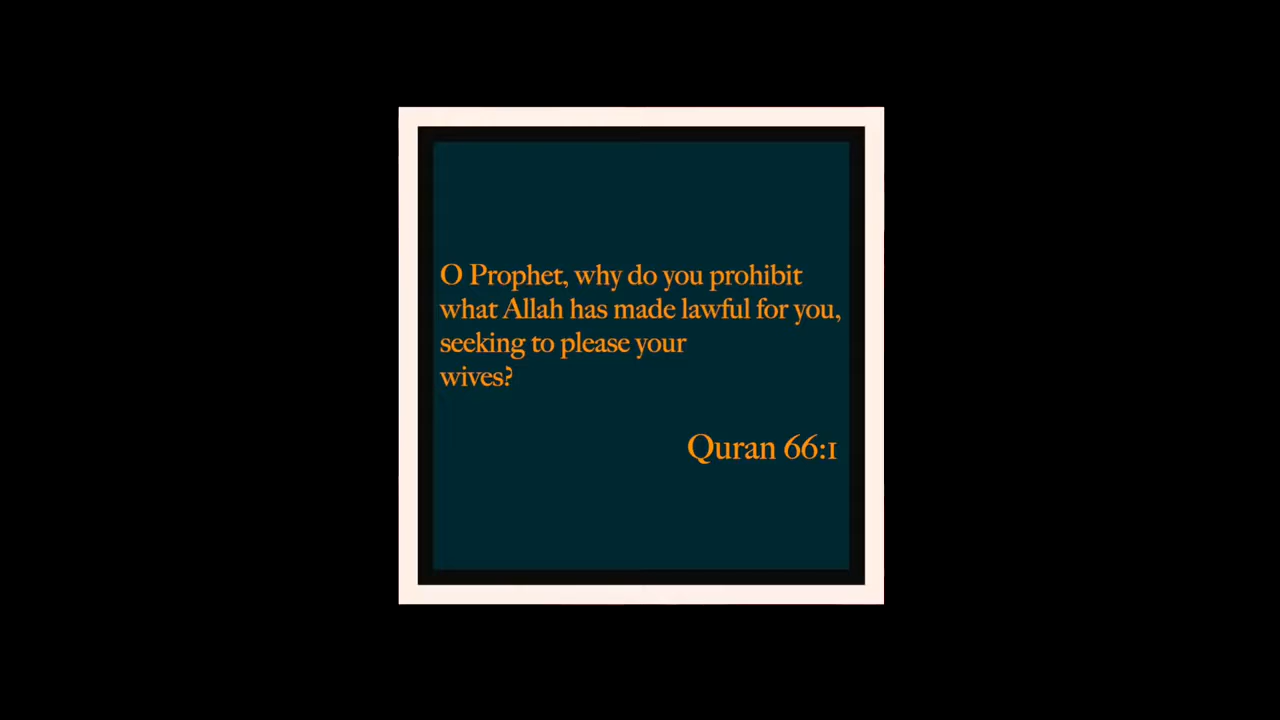 O Prophet, why do you prohibit
what Allah has made lawful for you,
seeking to please your
wives?
Quran 66:1